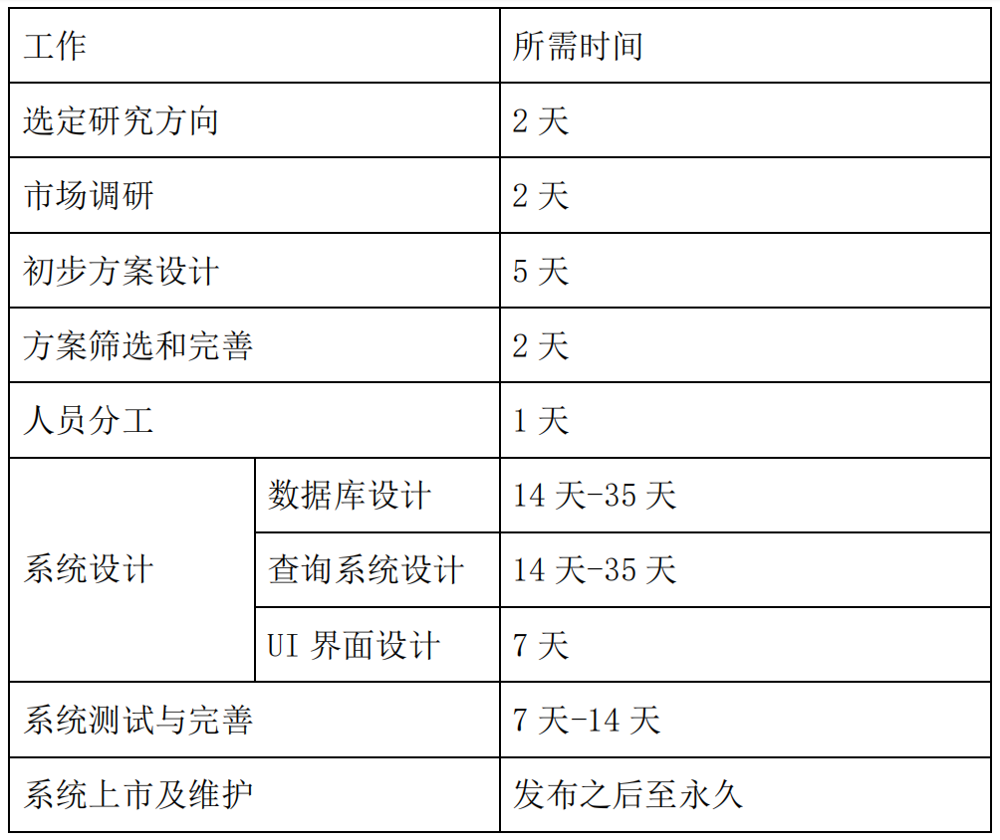 工作 所需时间
选定研究方向 2 天
市场调研 2 天
初步方案设计 5 天
方案筛选和完善 2 天
人员分工 1 天
数据库设计 14 天-35 天
系统设计 查询系统设计 14 天-35 天
UI 界面设计 7 天
系统测试与完善 7 天-14 天
系统上市及维护 发布之后至永久